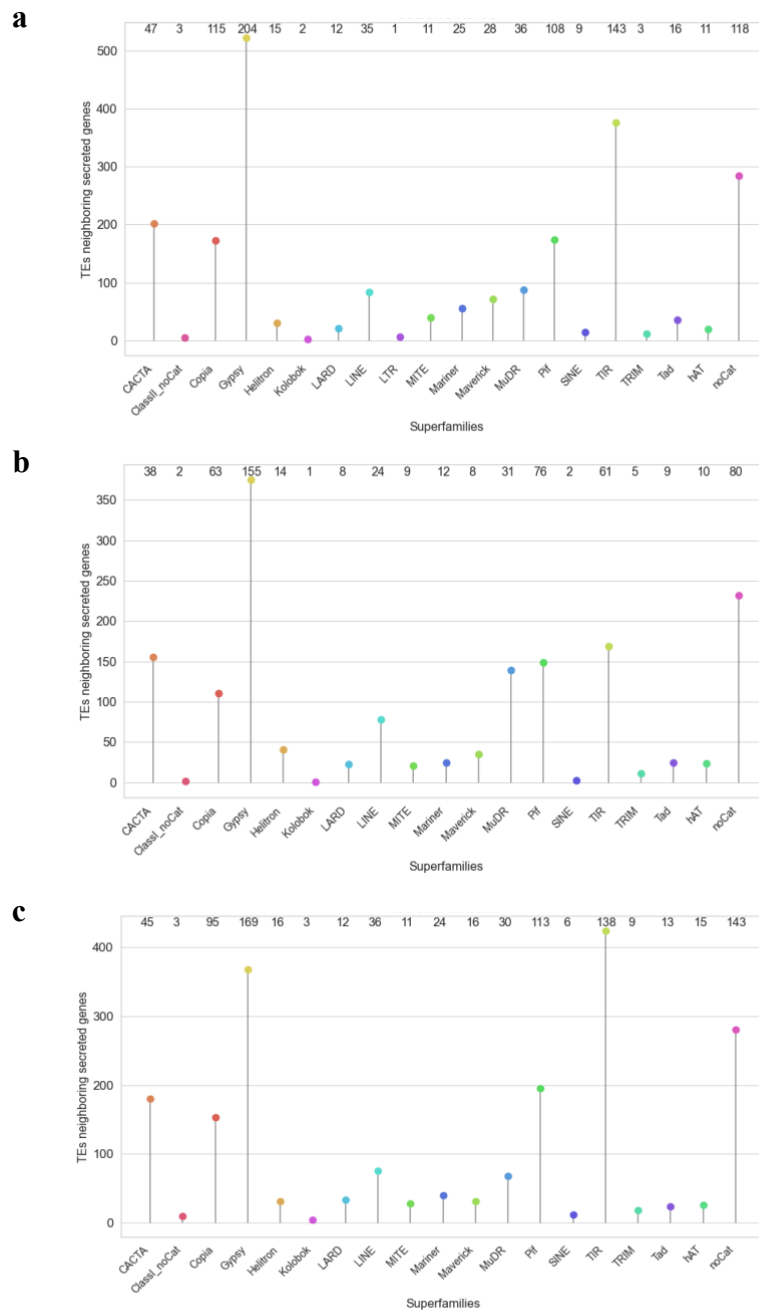 a
47 3 115 204 15 2 12 35 1 11 25 28 36 108 9 143 3 16 11 118
TEs neighboring secreted genes
500
400
300
200
100
0
CACTA ClassII_noCat Copia Gypsy Helitron Kolobok LARD LINE LTR MITE Mariner Maverick MuDR Pif SINE TIR TRIM Tad hAT noCat
Superfamilies
b
38 2 63 155 14 1 8 24 9 12 8 31 76 2 61 5 9 10 80
TEs neighboring secreted genes
350
300
250
200
150
100
50
0
CACTA ClassI_noCat Copia Gypsy Helitron Kolobok LARD LINE MITE Mariner Maverick MuDR Pif SINE TIR TRIM Tad hAT noCat
Superfamilies
c
45 3 95 169 16 3 12 36 11 24 16 30 113 6 138 9 13 15 143
TEs neighboring secreted genes
400
300
200
100
0
CACTA ClassI_noCat Copia Gypsy Helitron Kolobok LARD LINE MITE Mariner Maverick MuDR Pif SINE TIR TRIM Tad hAT noCat
Superfamilies